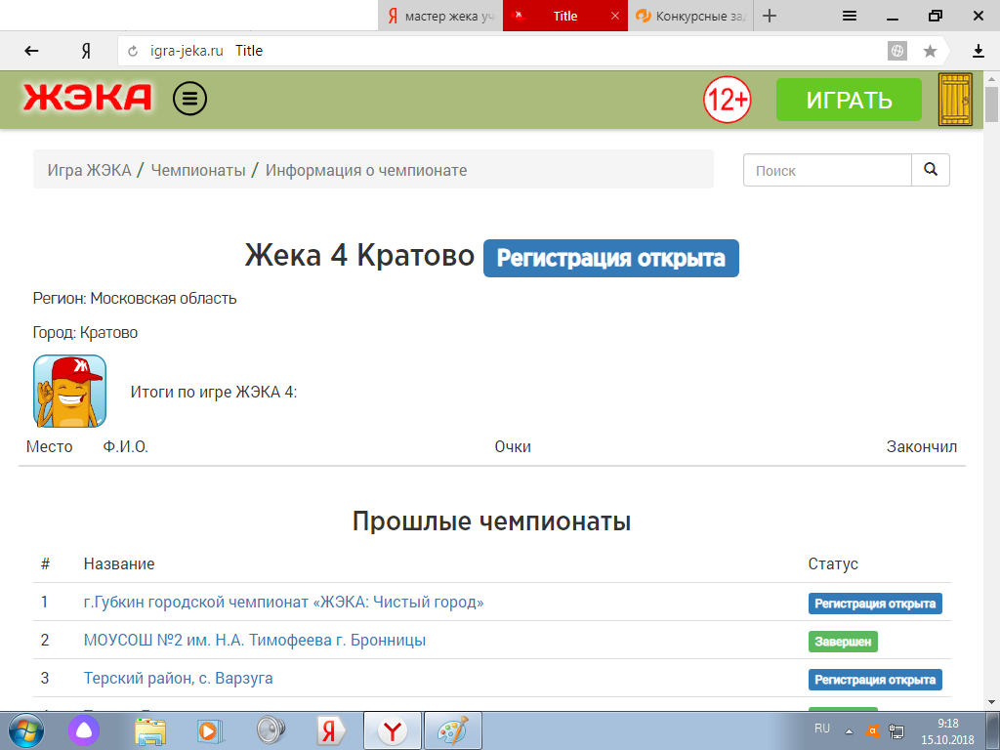 мастер жека уч
Title
Конкурсные за
igra-jeka.ru Title
ЖЭКА
12+
ИГРАТЬ
Игра ЖЭКА / Чемпионаты / Информация о чемпионате
Поиск
Жека 4 Кратово Регистрация открыта
Регион: Московская область
Город: Кратово
Итоги по игре ЖЭКА 4:
Место Ф.И.О. Очки Закончил
Прошлые чемпионаты
# Название Статус
1 г.Губкин городской чемпионат «ЖЭКА: Чистый город» Регистрация открыта
2 МОУСОШ №2 им. Н.А. Тимофеева г. Бронницы Завершен
3 Терский район, с. Варзуга Регистрация открыта
RU
9:18
15.10.2018